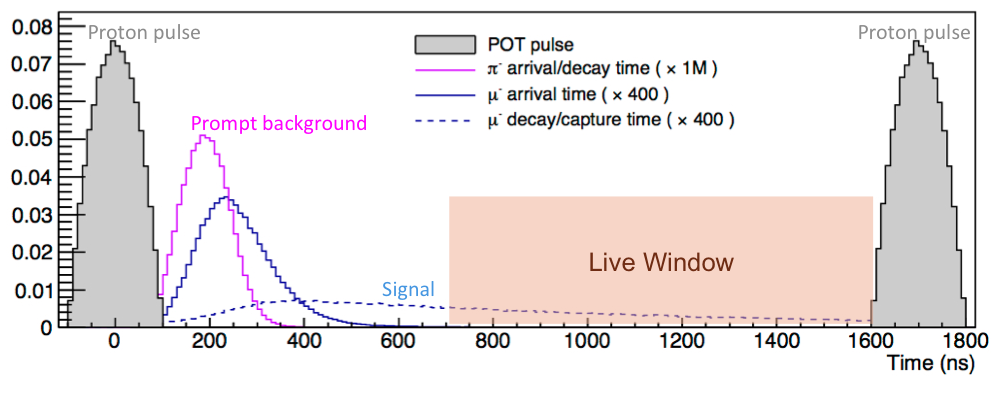 0.08
0.07
0.06
0.05
0.04
0.03
0.02
0.01
0
Proton pulse
Proton pulse
POT pulse
π- arrival/decay time ( × 1M )
μ- arrival time ( × 400 )
μ- decay/capture time ( × 400 )
Prompt background
Signal
Live Window
0 200 400 600 800 1000 1200 1400 1600 1800
Time (ns)